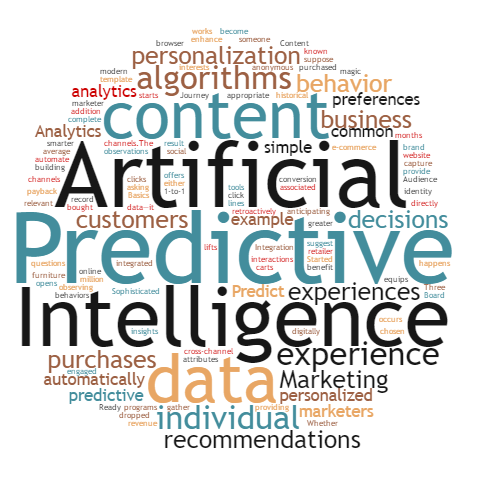 works become
browser enhance someone Content
personalization known
suppose
interests anonymous purchased
modern template algorithms magic
behavior
analytics starts Journey appropriate historical
preferences
marketer
addition content business
complete
Analytics channels.The result common months
smarter observations social simple e-commerce brand
average website
automate Artificial capture
building provide
channels clicks offers conversion Audience
asking either tools associated identity
payback record Basics 1-to-1 click
relevant bought data—it lines directly
retroactively anticipating
customers example greater decisions
Predictive
questions lifts Integration suggest
furniture online integrated interactions retailer happens
opens million carts Started
observing benefit equips
behaviors Sophisticated Predict experiences Three
Board
Intelligence
insights digitally occurs
chosen
cross-channel experience
purchases attributes
engaged
automatically data Marketing
predictive personalized
Ready programs gather providing marketers
dropped individual Whether
revenue
recommendations